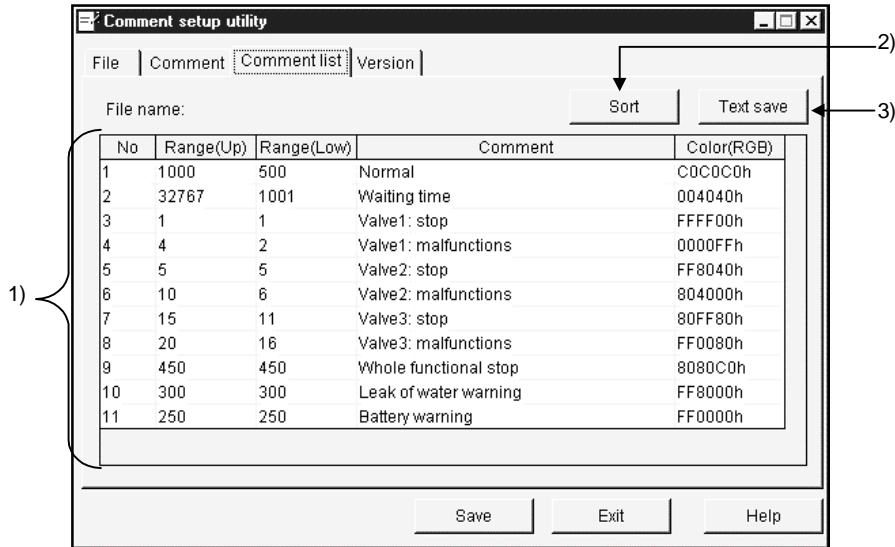 Comment setup utility
File Comment Comment list Version
2)
File name: Sort Text save
3)
No Range(Up) Range(Low) Comment Color(RGB)
1 1000 500 Normal C0C0C0h
2 32767 1001 Waiting time 004040h
3 1 1 Valve1: stop FFFF00h
4 4 2 Valve1: malfunctions 0000FFh
5 5 5 Valve2: stop FF8040h
1)
6 10 6 Valve2: malfunctions 804000h
7 15 11 Valve3: stop 80FF80h
8 20 16 Valve3: malfunctions FF0080h
9 450 450 Whole functional stop 8080C0h
10 300 300 Leak of water warning FF8000h
11 250 250 Battery warning FF0000h
Save Exit Help